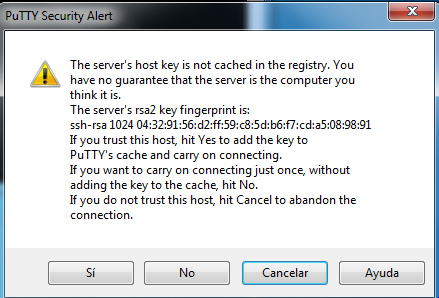 PuTTY Security Alert
The server's host key is not cached in the registry. You
have no guarantee that the server is the computer you
think it is.
The server's rsa2 key fingerprint is:
ssh-rsa 1024 04:32:91:56:d2:ff:59:c8:5d:b6:f7:cd:a5:08:98:91
If you trust this host, hit Yes to add the key to
PuTTY's cache and carry on connecting.
If you want to carry on connecting just once, without
adding the key to the cache, hit No.
If you do not trust this host, hit Cancel to abandon the
connection.
Sí No Cancelar Ayuda